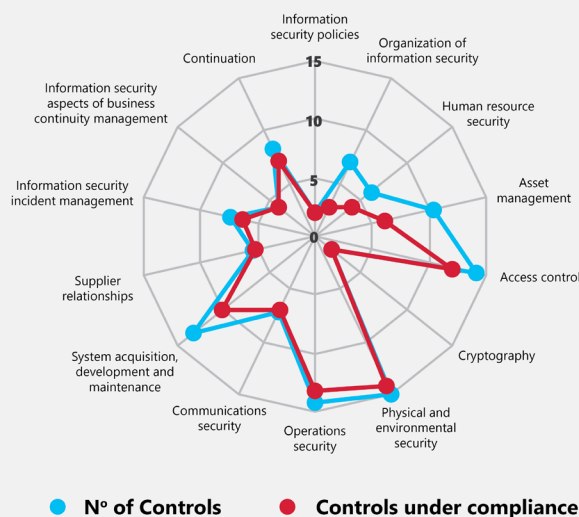 Information
security policies
Continuation
Organization of
information security
15
Information security
aspects of business
continuity management
Human resource
security
10
5
Information security
incident management
Asset
management
0
Access control
Supplier
relationships
Cryptography
System acquisition,
development and
maintenance
Communications
security
Operations
security
Physical and
environmental
security
Nº of Controls
Controls under compliance